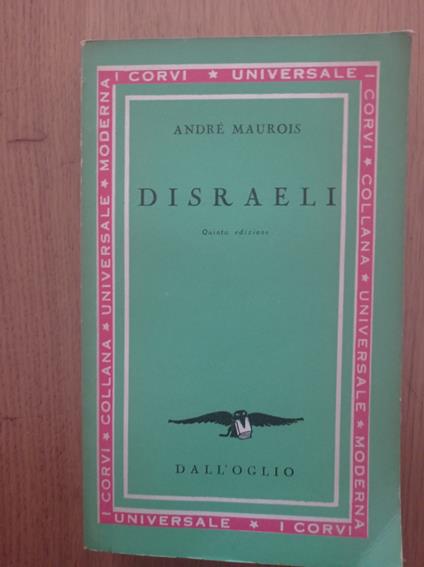 I CORVI ★ UNIVERSALE
I CORVI ★ COLLANA ★ UNIVERSALE ★ MODERNA
I CORVI ★ COLLANA ★ UNIVERSALE ★ MODERNA
ANDRÉ MAUROIS
DISRAELI
Quinta edizione
DALL'OGLIO
UNIVERSALE ★ I CORVI